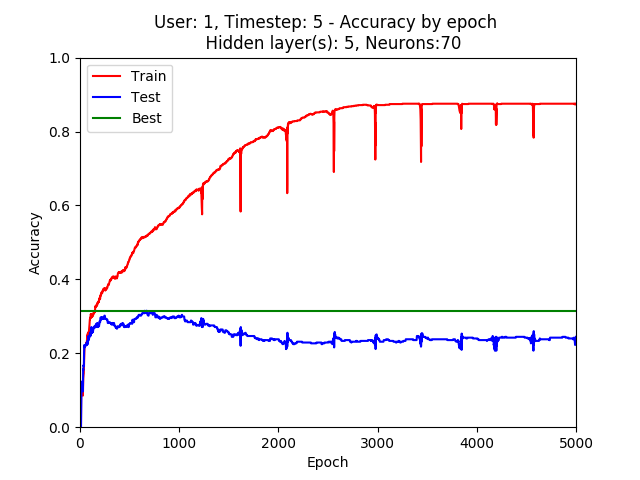 User: 1, Timestep: 5 - Accuracy by epoch
Hidden layer(s): 5, Neurons:70
1.0
Train
Test
Best
0.8
0.6
Accuracy
0.4
0.2
0.0
0 1000 2000 3000 4000 5000
Epoch